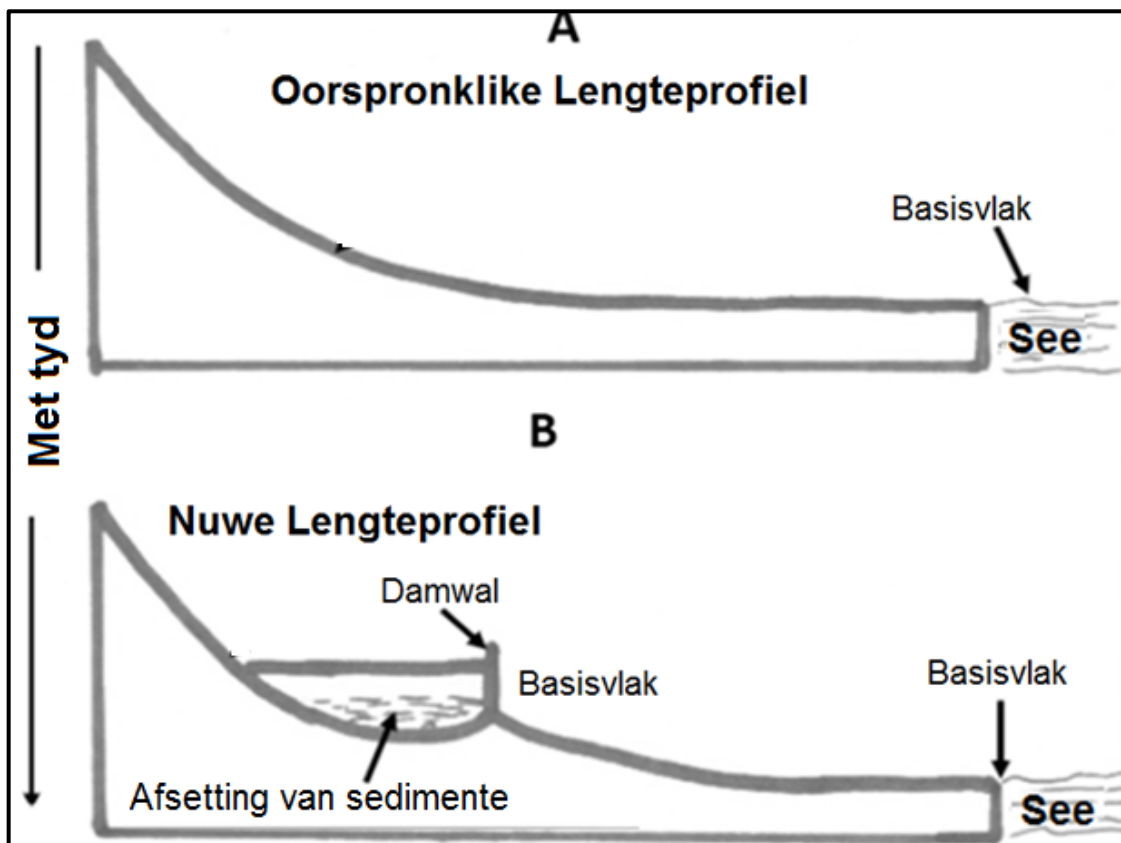 A
Oorspronklike Lengteprofiel
Basisvlak
See
Met tyd
B
Nuwe Lengteprofiel
Damwal
Basisvlak
Basisvlak
Afsetting van sedimente
See